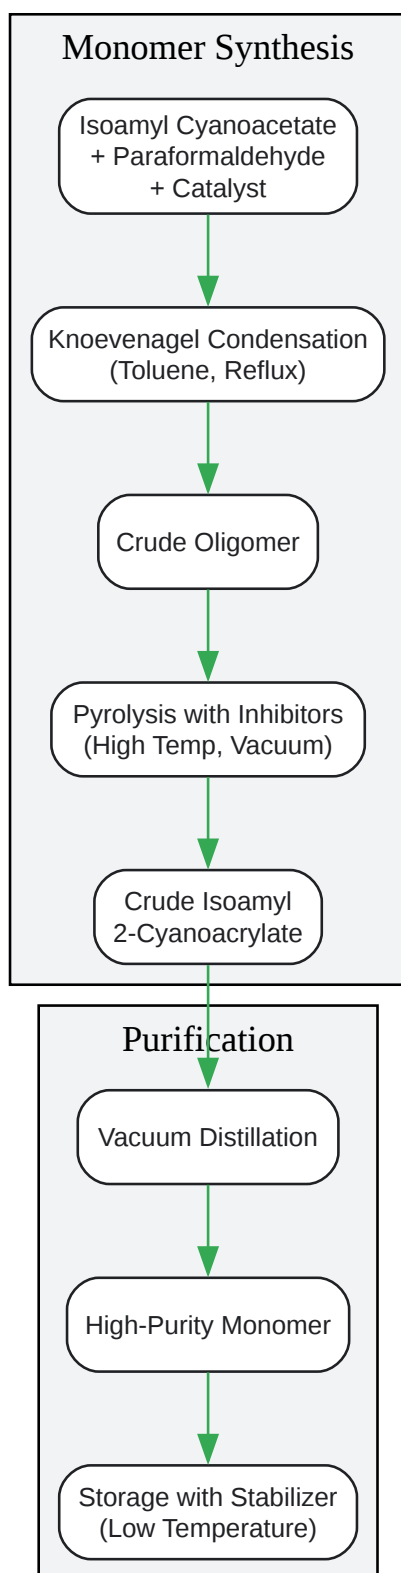 Monomer Synthesis
Isoamyl Cyanoacetate
+ Paraformaldehyde
+ Catalyst
Knoevenagel Condensation
(Toluene, Reflux)
Crude Oligomer
Pyrolysis with Inhibitors
(High Temp, Vacuum)
Crude Isoamyl
2-Cyanoacrylate
Purification
Vacuum Distillation
High-Purity Monomer
Storage with Stabilizer
(Low Temperature)